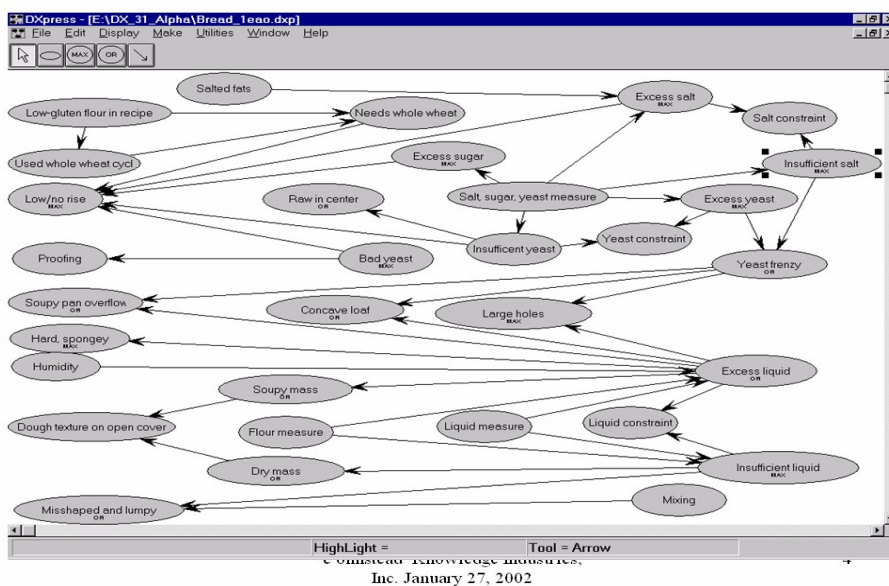 DXpress - [E:\DX_31_Alpha\Bread_1eao.dxp]
File Edit Display Make Utilities Window Help
MAX OR
Salted fats
Excess salt
MAX
Low-gluten flour in recipe
Needs whole wheat
Salt constraint
Used whole wheat cycl
Excess sugar
MAX
Insufficient salt
MAX
Low/no rise
MAX
Raw in center
OR
Salt, sugar, yeast measure
Excess yeast
MAX
Insufficent yeast
Yeast constraint
Proofing
Bad yeast
MAX
Yeast frenzy
OR
Soupy pan overflow
OR
Concave loaf
OR
Large holes
MAX
Hard, spongey
MAX
Humidity
Excess liquid
OR
Soupy mass
OR
Dough texture on open cover
Flour measure
Liquid measure
Liquid constraint
Dry mass
OR
Insufficient liquid
MAX
Misshaped and lumpy
OR
Mixing
HighLight = Tool = Arrow
Knowledge Industries,
Inc. January 27, 2002